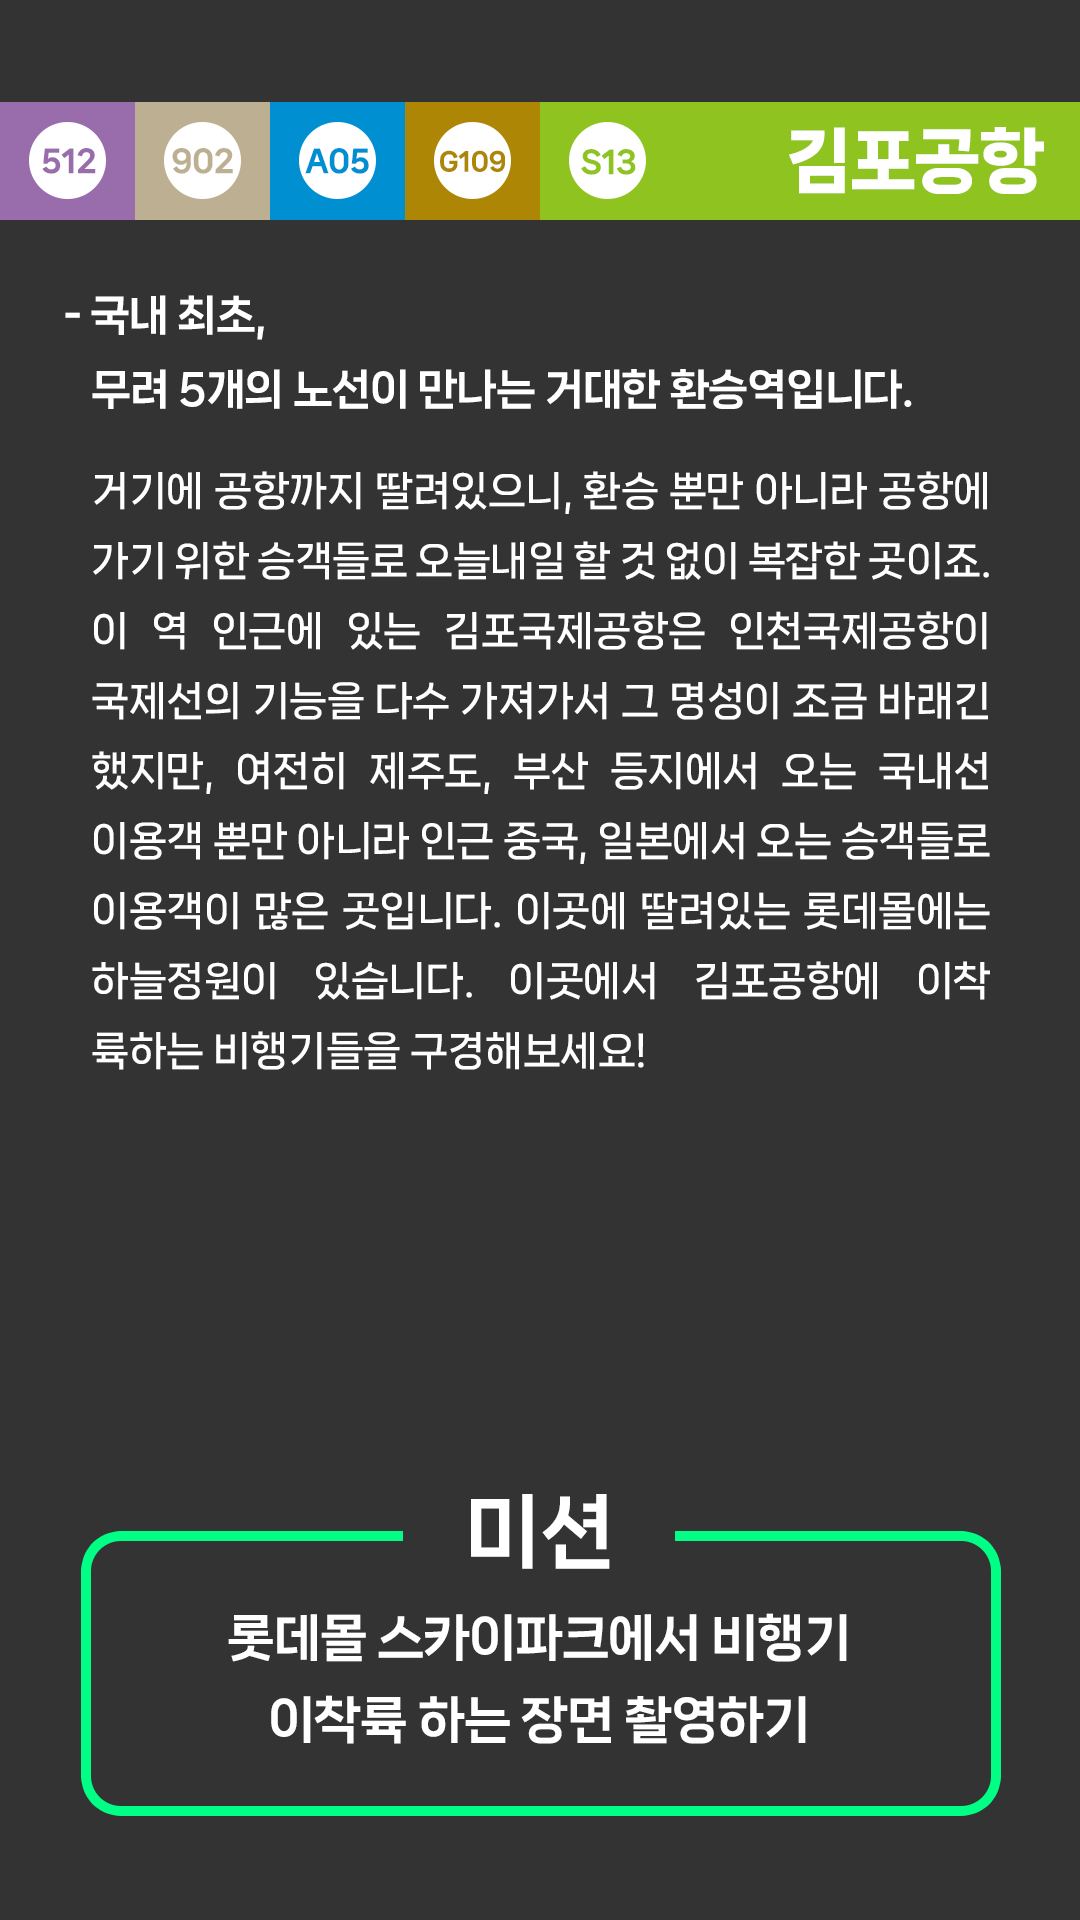 512 902 A05 G109 S13 김포공항
- 국내 최초,
무려 5개의 노선이 만나는 거대한 환승역입니다.
거기에 공항까지 딸려있으니, 환승 뿐만 아니라 공항에
가기 위한 승객들로 오늘내일 할 것 없이 복잡한 곳이죠.
이 역 인근에 있는 김포국제공항은 인천국제공항이
국제선의 기능을 다수 가져가서 그 명성이 조금 바래긴
했지만, 여전히 제주도, 부산 등지에서 오는 국내선
이용객 뿐만 아니라 인근 중국, 일본에서 오는 승객들로
이용객이 많은 곳입니다. 이곳에 딸려있는 롯데몰에는
하늘정원이 있습니다. 이곳에서 김포공항에 이착
륙하는 비행기들을 구경해보세요!
미션
롯데몰 스카이파크에서 비행기
이착륙 하는 장면 촬영하기